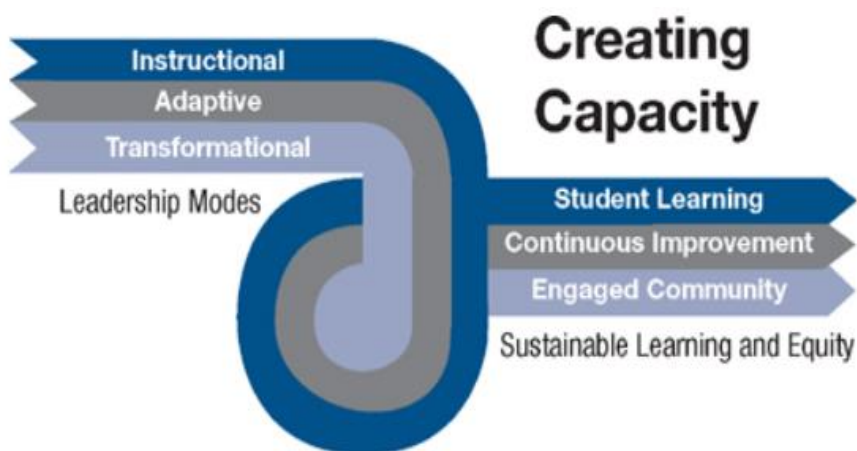 Creating
Capacity
Instructional
Adaptive
Transformational
Leadership Modes
Student Learning
Continuous Improvement
Engaged Community
Sustainable Learning and Equity